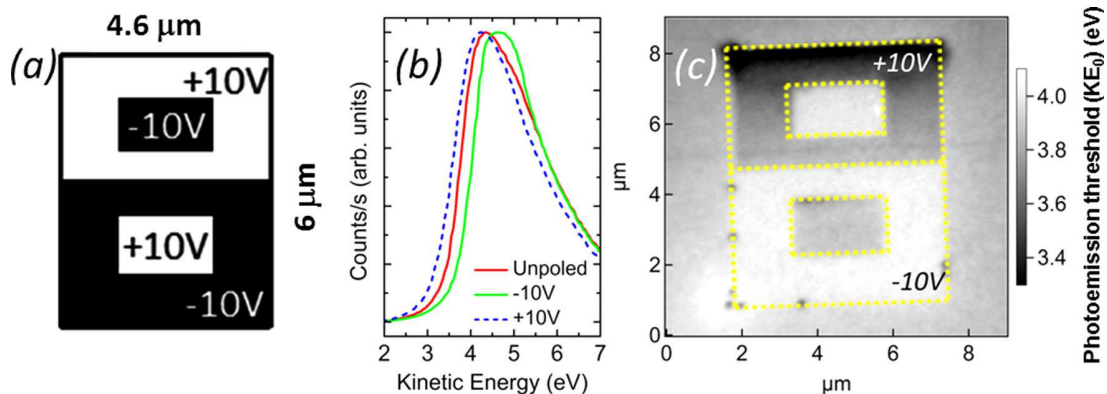 (a)
4.6 µm
+10V
-10V
+10V
-10V
6 µm
(b)
Counts/s (arb. units)
Unpoled
-10V
+10V
2 3 4 5 6 7
Kinetic Energy (eV)
(c)
+10V
-10V
8
6
4
2
0
µm
0 2 4 6 8
µm
4.0
3.8
3.6
3.4
Photoemission threshold (KE₀) (eV)